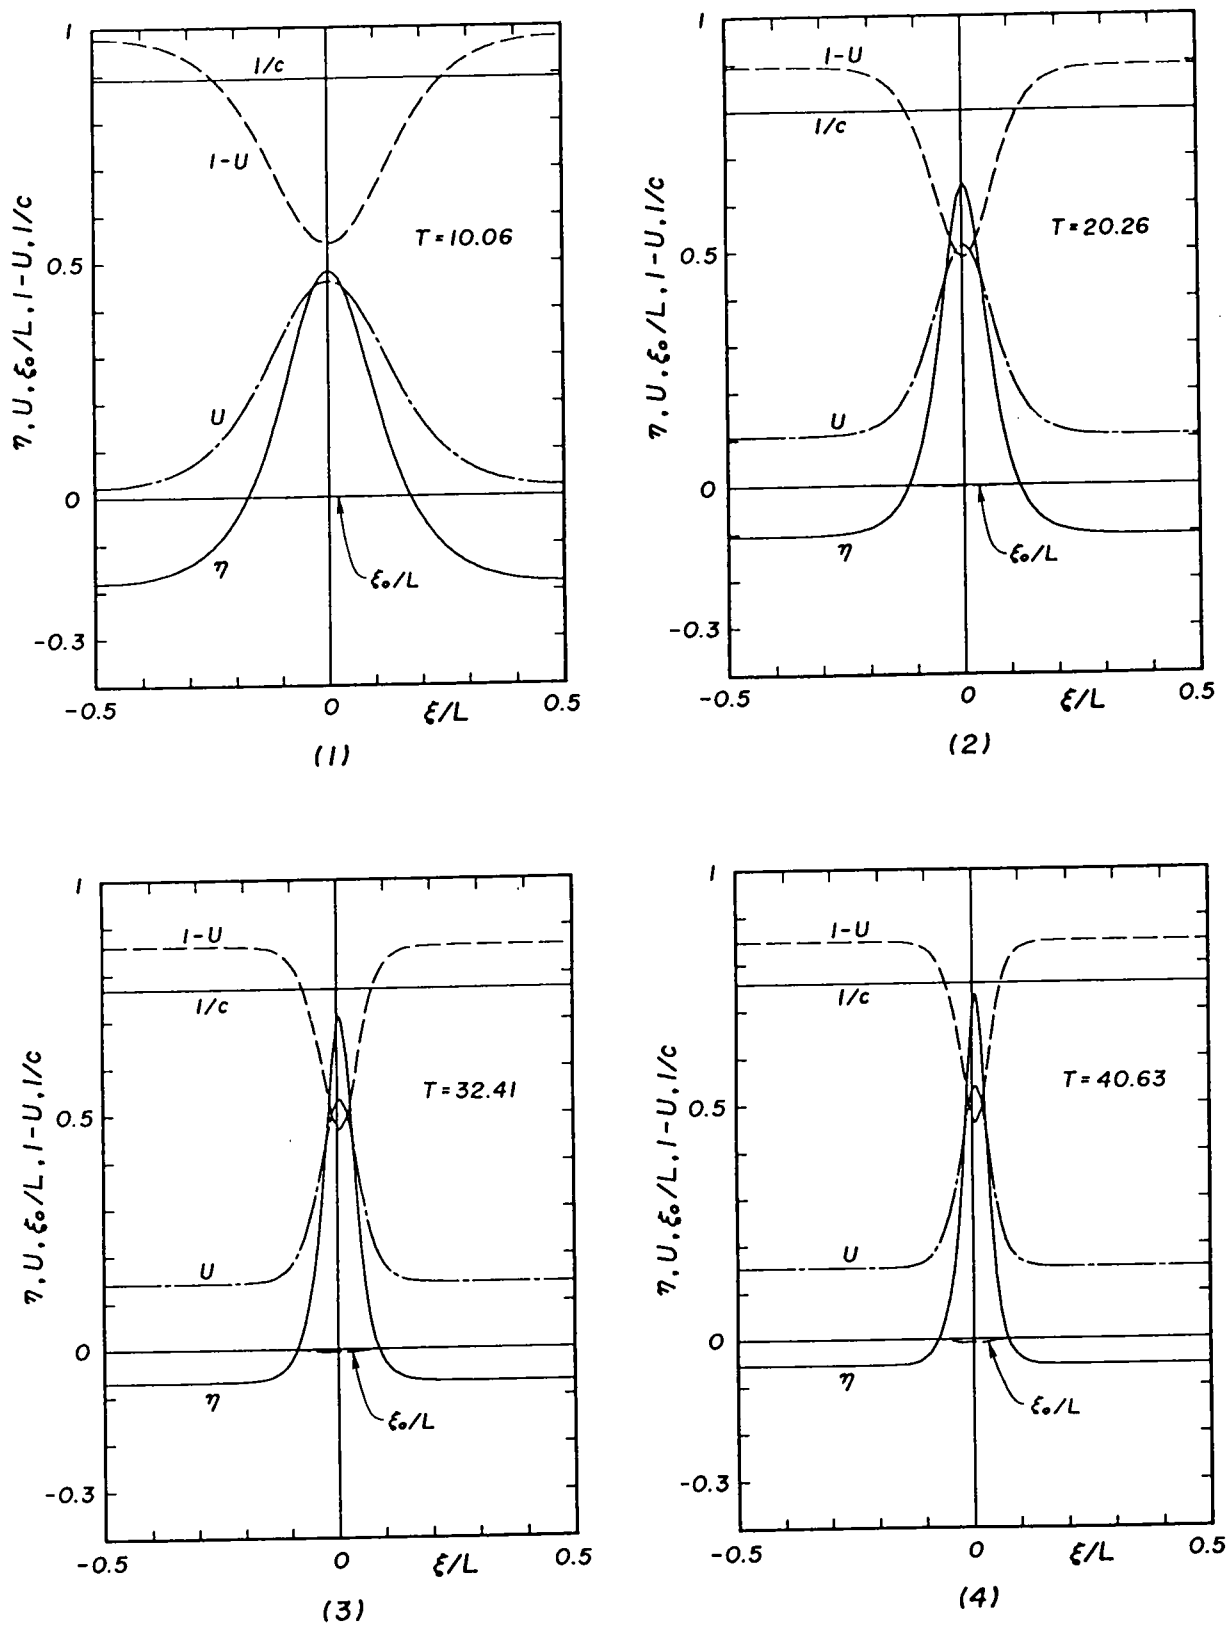 1
1/c
1-U
T=10.06
η, U, ξ₀/L, 1-U, 1/c
0.5
U
0
η
ξ₀/L
-0.3
-0.5
0
ξ/L
0.5
(1)
1
1-U
1/c
T=20.26
η, U, ξ₀/L, 1-U, 1/c
0.5
U
0
η
ξ₀/L
-0.3
-0.5
0
ξ/L
0.5
(2)
1
1-U
1/c
T=32.41
η, U, ξ₀/L, 1-U, 1/c
0.5
U
0
η
ξ₀/L
-0.3
-0.5
0
ξ/L
0.5
(3)
1
1-U
1/c
T=40.63
η, U, ξ₀/L, 1-U, 1/c
0.5
U
0
η
ξ₀/L
-0.3
-0.5
0
ξ/L
0.5
(4)